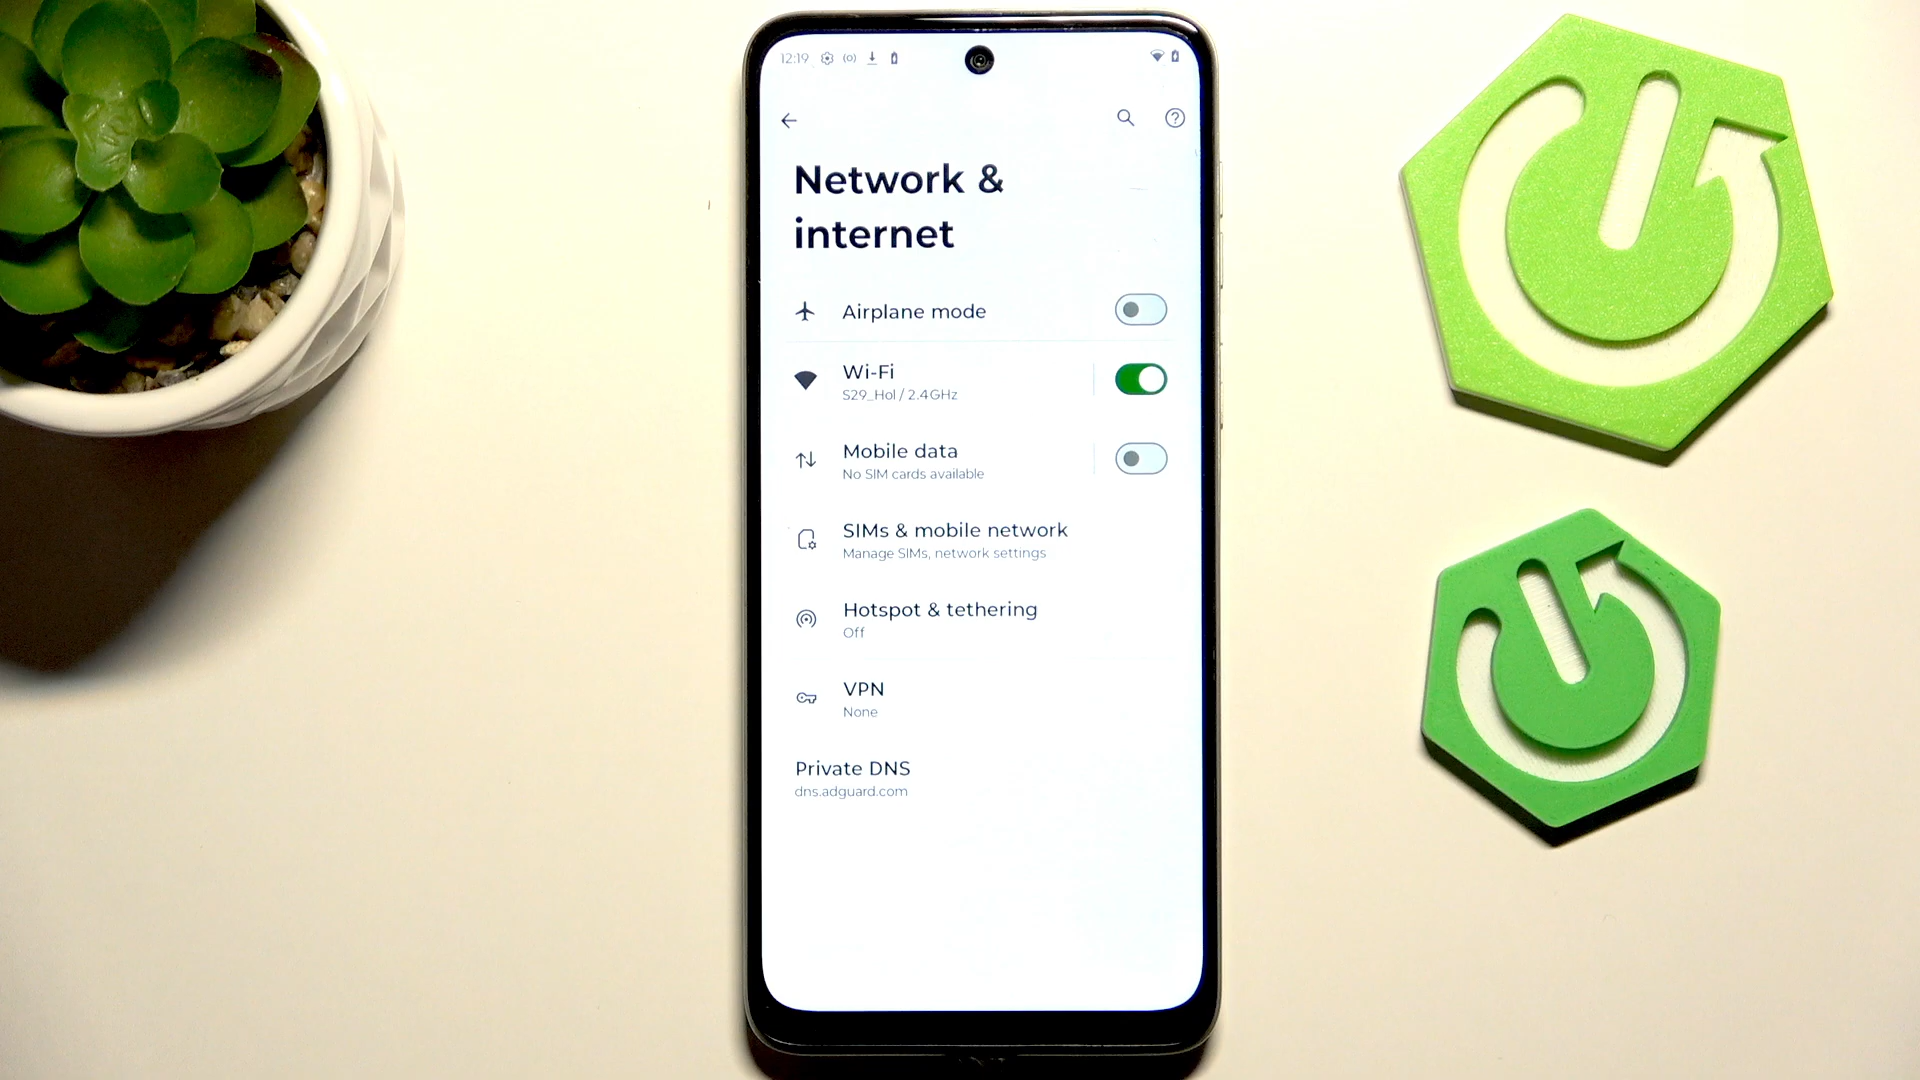 12:19
Network &
internet
Airplane mode
Wi-Fi
S29_Hol / 2.4GHz
Mobile data
No SIM cards available
SIMs & mobile network
Manage SIMs, network settings
Hotspot & tethering
Off
VPN
None
Private DNS
dns.adguard.com